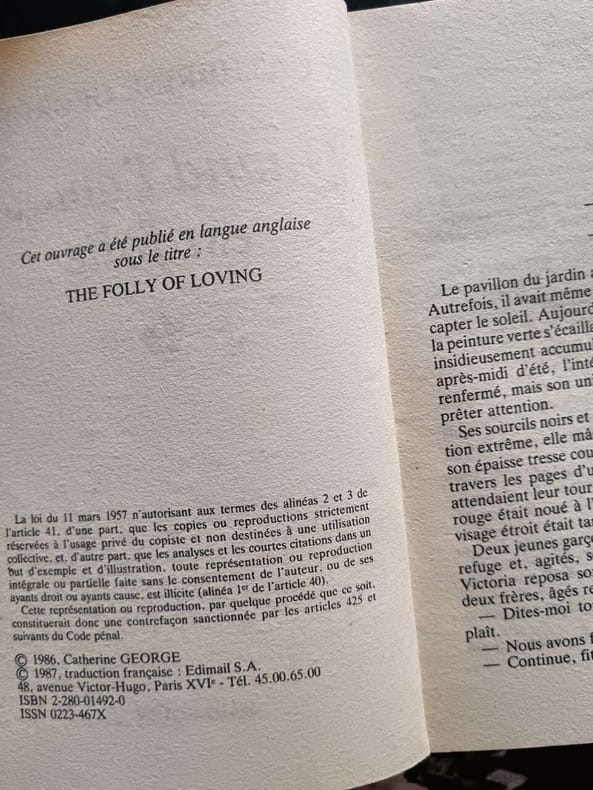 Cet ouvrage a été publié en langue anglaise
sous le titre :
THE FOLLY OF LOVING
La loi du 11 mars 1957 n'autorisant aux termes des alinéas 2 et 3 de
l'article 41, d'une part, que les copies ou reproductions strictement
réservées à l'usage privé du copiste et non destinées à une utilisation
collective, et, d'autre part, que les analyses et les courtes citations dans un
but d'exemple et d'illustration, toute représentation ou reproduction
intégrale ou partielle faite sans le consentement de l'auteur, ou de ses
ayants droit ou ayants cause, est illicite (alinéa 1er de l'article 40).
Cette représentation ou reproduction, par quelque procédé que ce soit,
constituerait donc une contrefaçon sanctionnée par les articles 425 et
suivants du Code pénal.
© 1986, Catherine GEORGE
© 1987, traduction française : Edimail S.A.
48, avenue Victor-Hugo, Paris XVIe - Tél. 45.00.65.00
ISBN 2-280-01492-0
ISSN 0223-467X
Le pavillon du jardin
Autrefois, il avait même
capter le soleil. Aujourd
la peinture verte s'écailla
insidieusement accumu
après-midi d'été, l'inté
renfermé, mais son uni
prêter attention.
Ses sourcils noirs et
tion extrême, elle mâ
son épaisse tresse cou
travers les pages d'u
attendaient leur tour
rouge était noué à l'
visage étroit était tar
Deux jeunes garço
refuge et, agités, s
Victoria reposa so
deux frères, âgés re
— Dites-moi to
plaît.
— Nous avons f
— Continue, fit